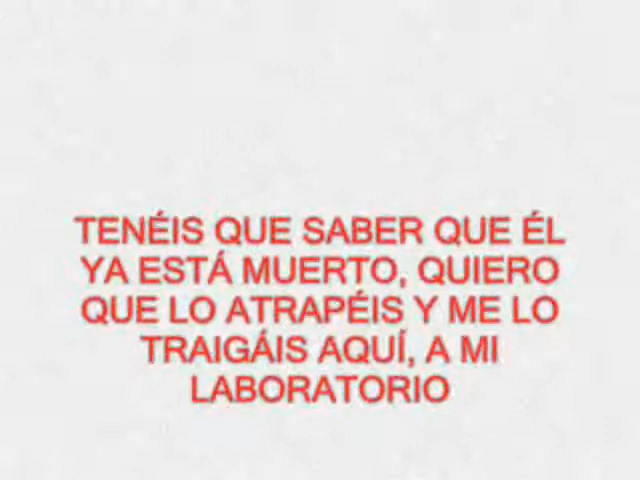 TENÉIS QUE SABER QUE ÉL
YA ESTÁ MUERTO, QUIERO
QUE LO ATRAPÉIS Y ME LO
TRAIGÁIS AQUÍ, A MI
LABORATORIO